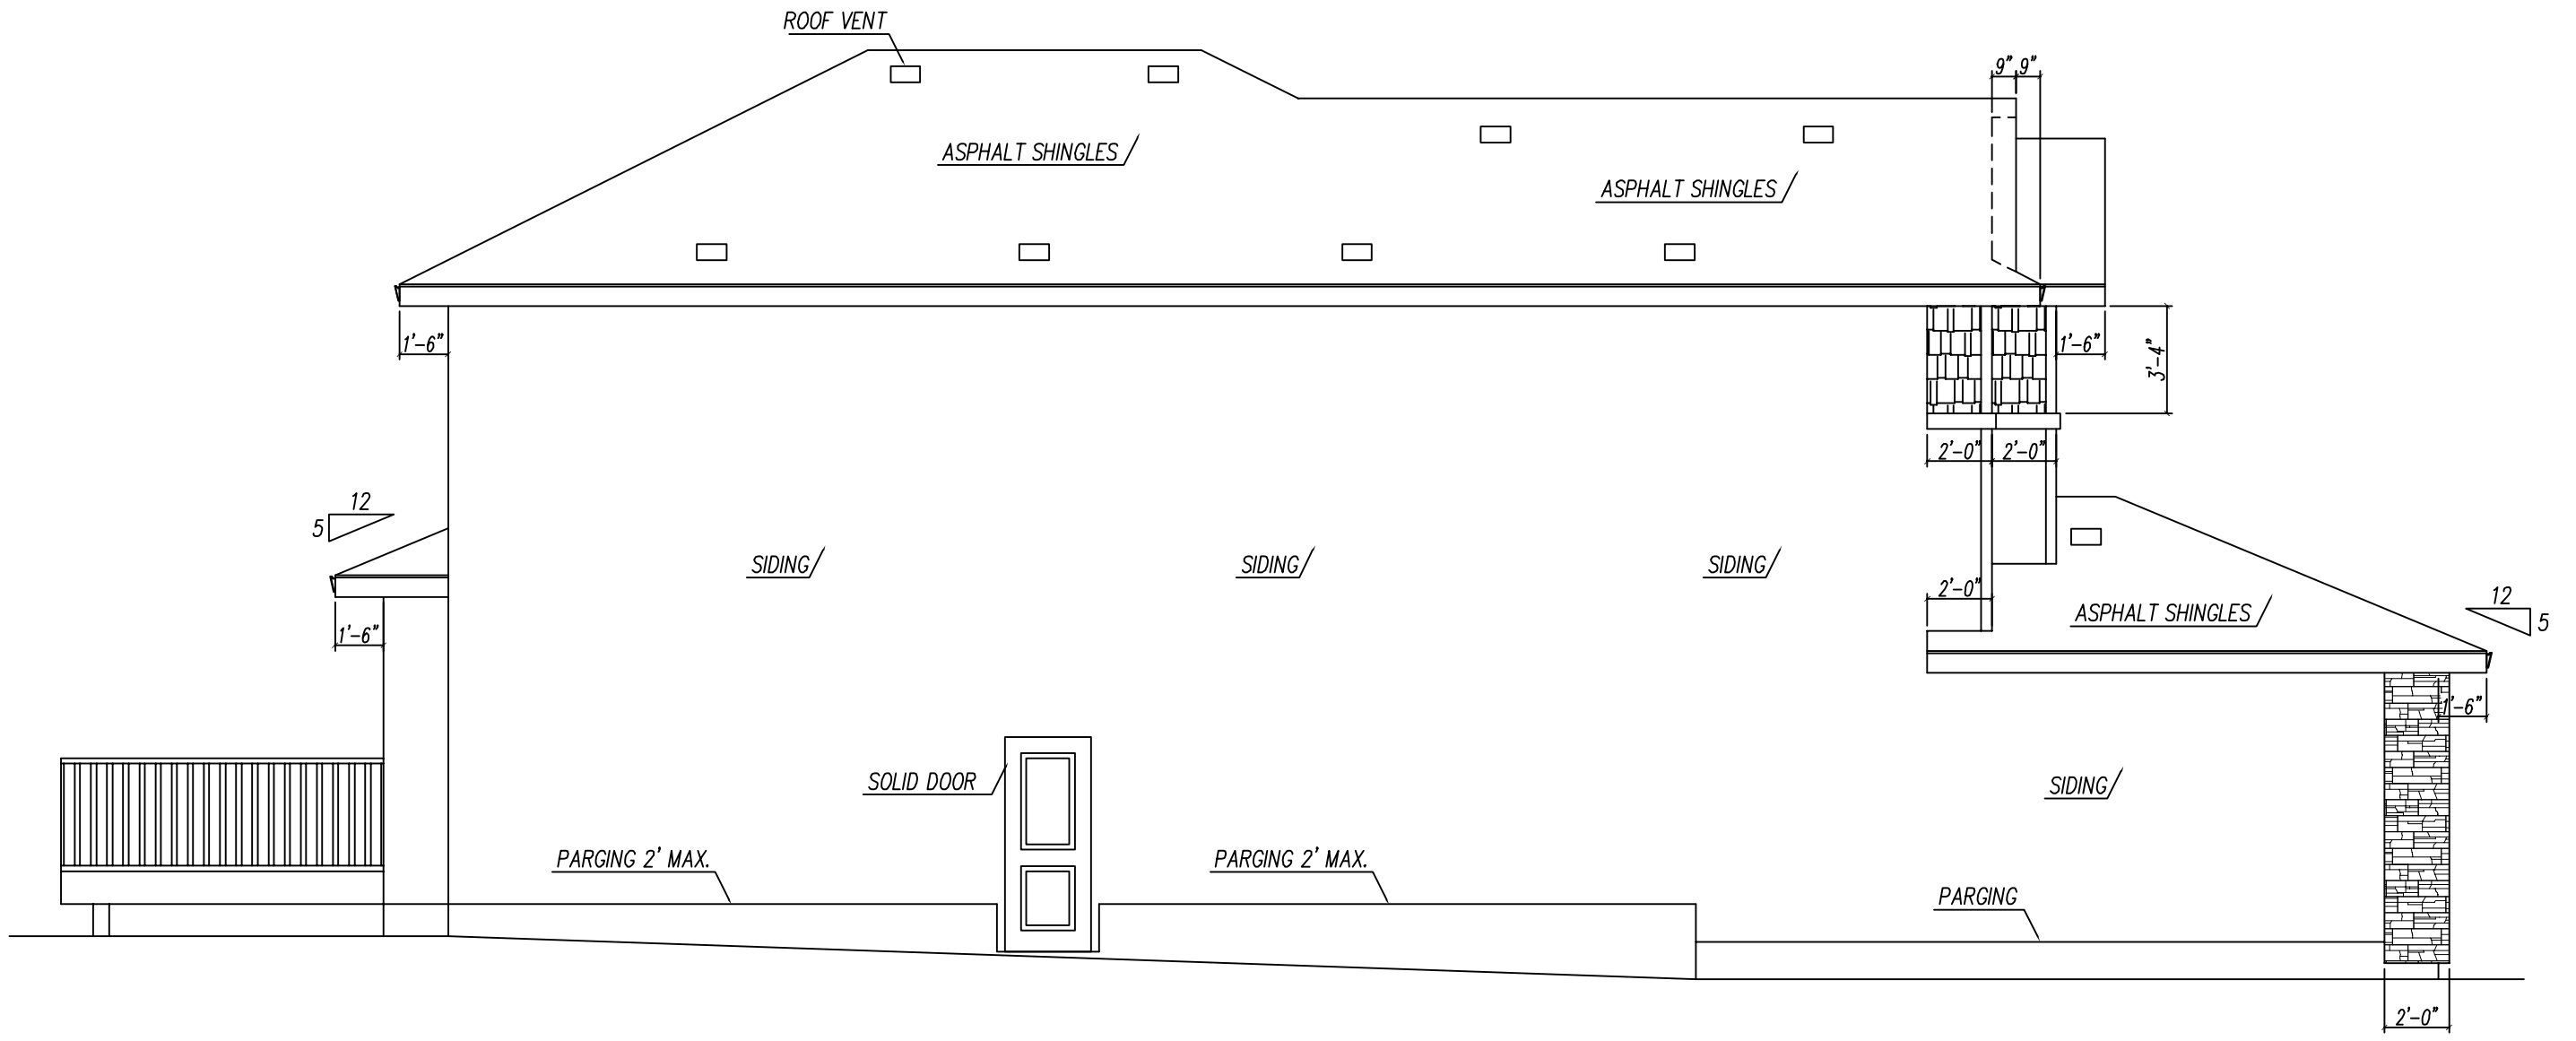 ROOF VENT
9" 9"
ASPHALT SHINGLES
ASPHALT SHINGLES
1'-6"
1'-6"
3'-4"
2'-0" 2'-0"
12
5
SIDING
SIDING
SIDING
2'-0"
ASPHALT SHINGLES
12
5
1'-6"
1'-6"
SOLID DOOR
SIDING
PARGING 2' MAX.
PARGING 2' MAX.
PARGING
2'-0"